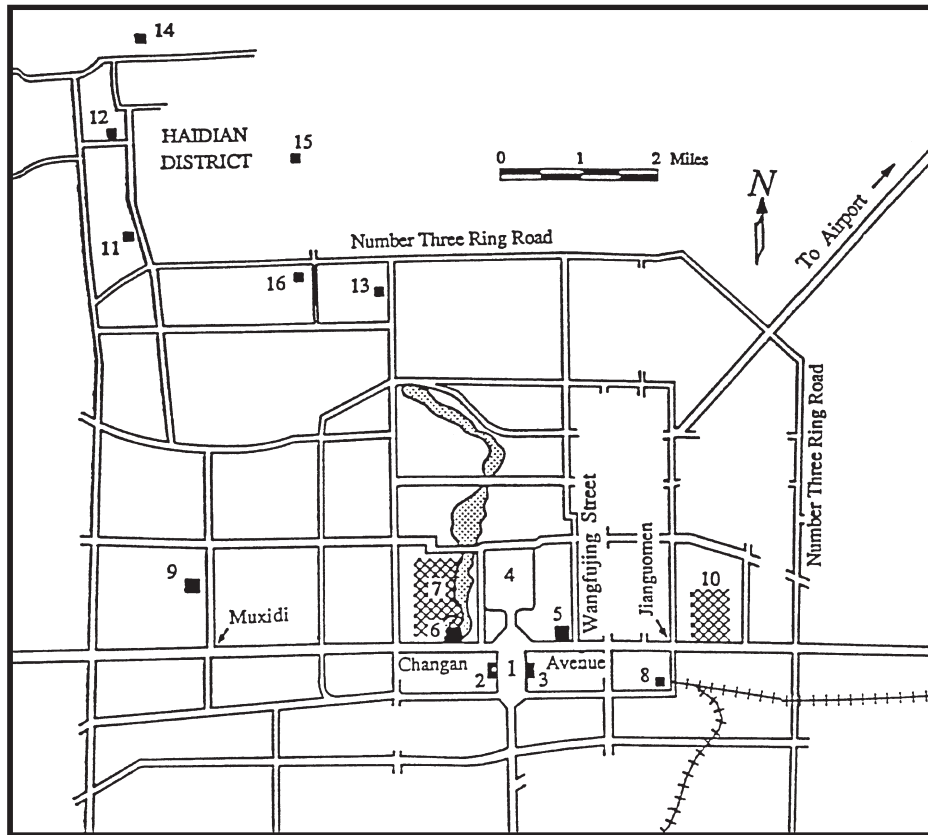 14
12
HAIDIAN
DISTRICT
15
0 1 2 Miles
N
To Airport
11
Number Three Ring Road
16
13
Number Three Ring Road
Wangfujing Street
Jianguomen
9
7
4
10
Muxidi
6
5
Changan
Avenue
2
1
3
8